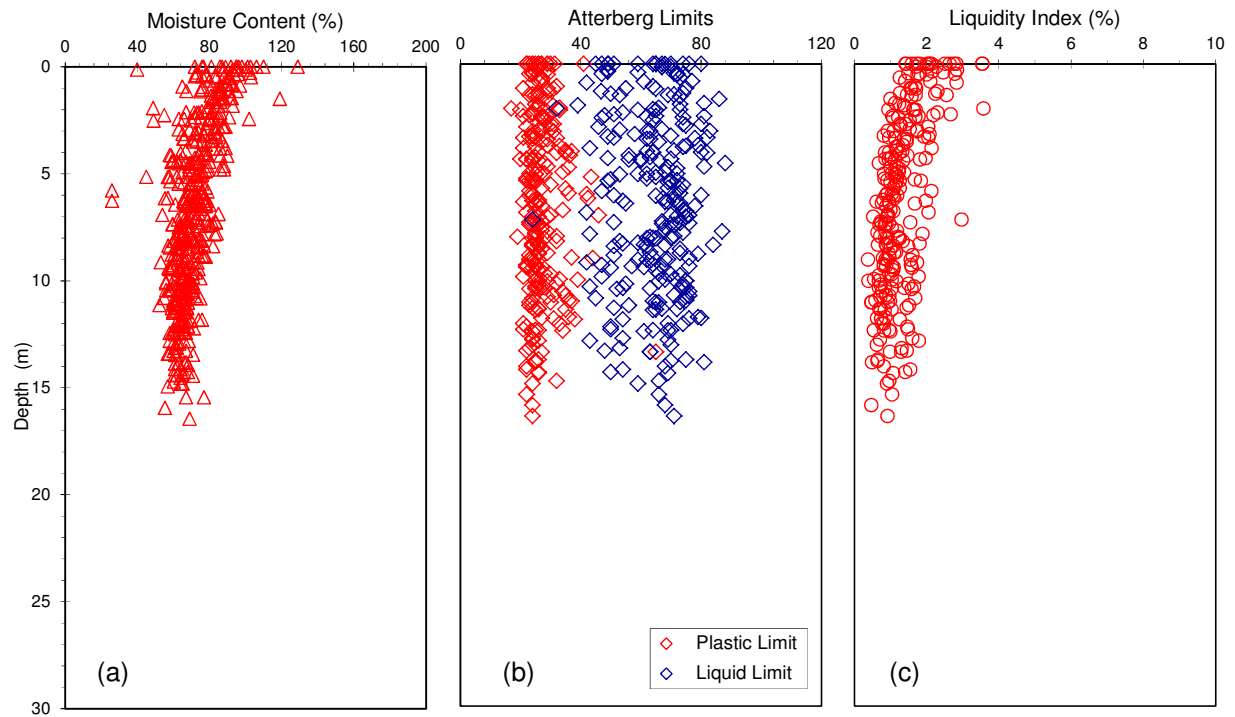 Moisture Content (%)
0 40 80 120 160 200
0
5
10
15
20
25
30
Depth (m)
(a)
Atterberg Limits
0 40 80 120
Plastic Limit
Liquid Limit
(b)
Liquidity Index (%)
0 2 4 6 8 10
(c)